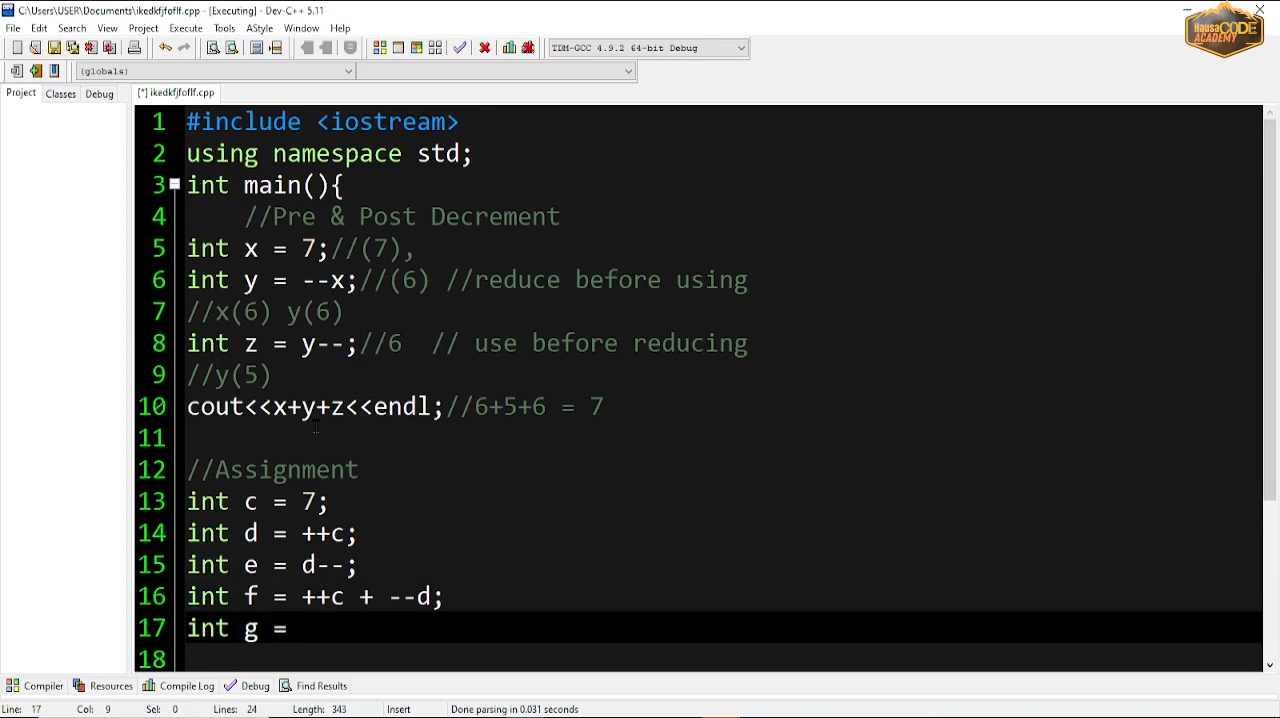 C:\Users\USER\Documents\ikedkfjfoflf.cpp - [Executing] - Dev-C++ 5.11
File Edit Search View Project Execute Tools AStyle Window Help
HausaCODE
ACADEMY
TDM-GCC 4.9.2 64-bit Debug
(globals)
Project Classes Debug
[*] ikedkfjfoflf.cpp
1 #include <iostream>
2 using namespace std;
3 int main(){
4 //Pre & Post Decrement
5 int x = 7;//(7),
6 int y = --x;//(6) //reduce before using
7 //x(6) y(6)
8 int z = y--;//6 // use before reducing
9 //y(5)
10 cout<<x+y+z<<endl;//6+5+6 = 7
11
12 //Assignment
13 int c = 7;
14 int d = ++c;
15 int e = d--;
16 int f = ++c + --d;
17 int g =
18
Compiler Resources Compile Log Debug Find Results
Line: 17 Col: 9 Sel: 0 Lines: 24 Length: 343 Insert Done parsing in 0.031 seconds